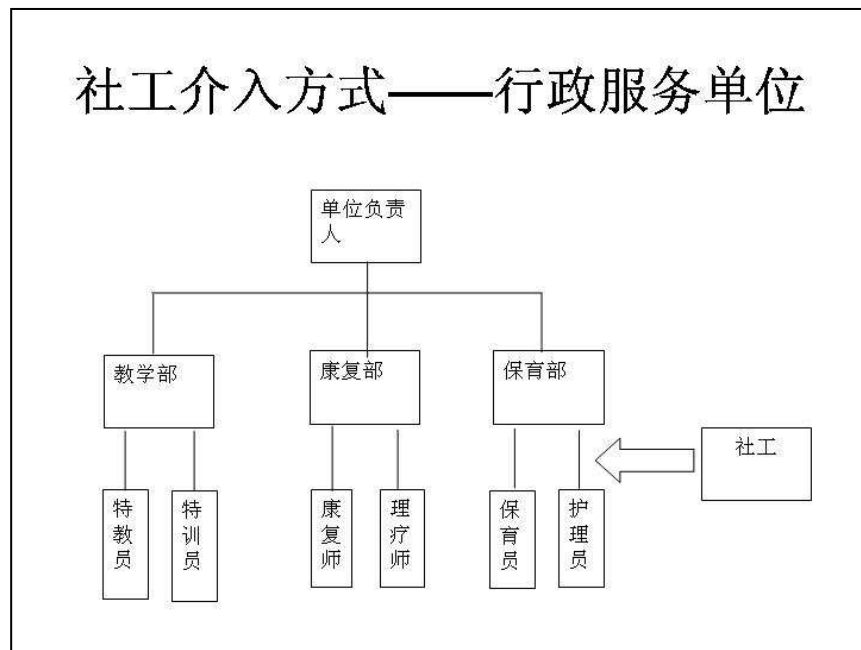 社工介入方式——行政服务单位
单位负责
人
教学部
康复部
保育部
社工
特教员
特训员
康复师
理疗师
保育员
护理员